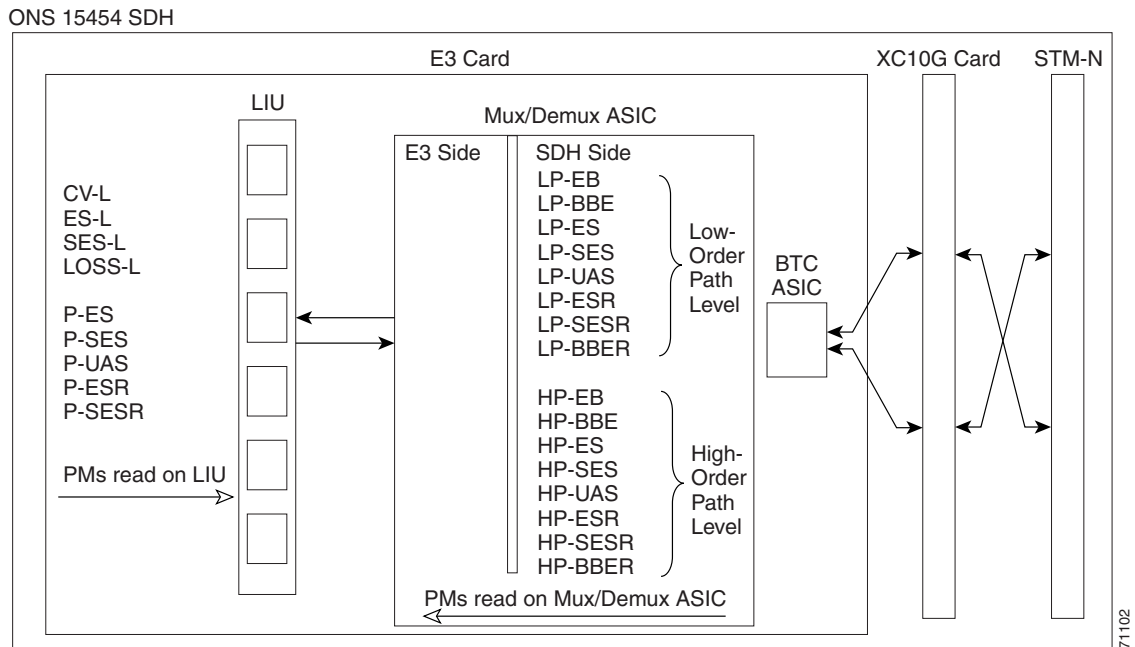 ONS 15454 SDH
E3 Card
XC10G Card
STM-N
LIU
Mux/Demux ASIC
E3 Side
SDH Side
CV-L
ES-L
SES-L
LOSS-L
P-ES
P-SES
P-UAS
P-ESR
P-SESR
PMs read on LIU
LP-EB
LP-BBE
LP-ES
LP-SES
LP-UAS
LP-ESR
LP-SESR
LP-BBER
Low-
Order
Path
Level
HP-EB
HP-BBE
HP-ES
HP-SES
HP-UAS
HP-ESR
HP-SESR
HP-BBER
High-
Order
Path
Level
PMs read on Mux/Demux ASIC
BTC
ASIC
71102